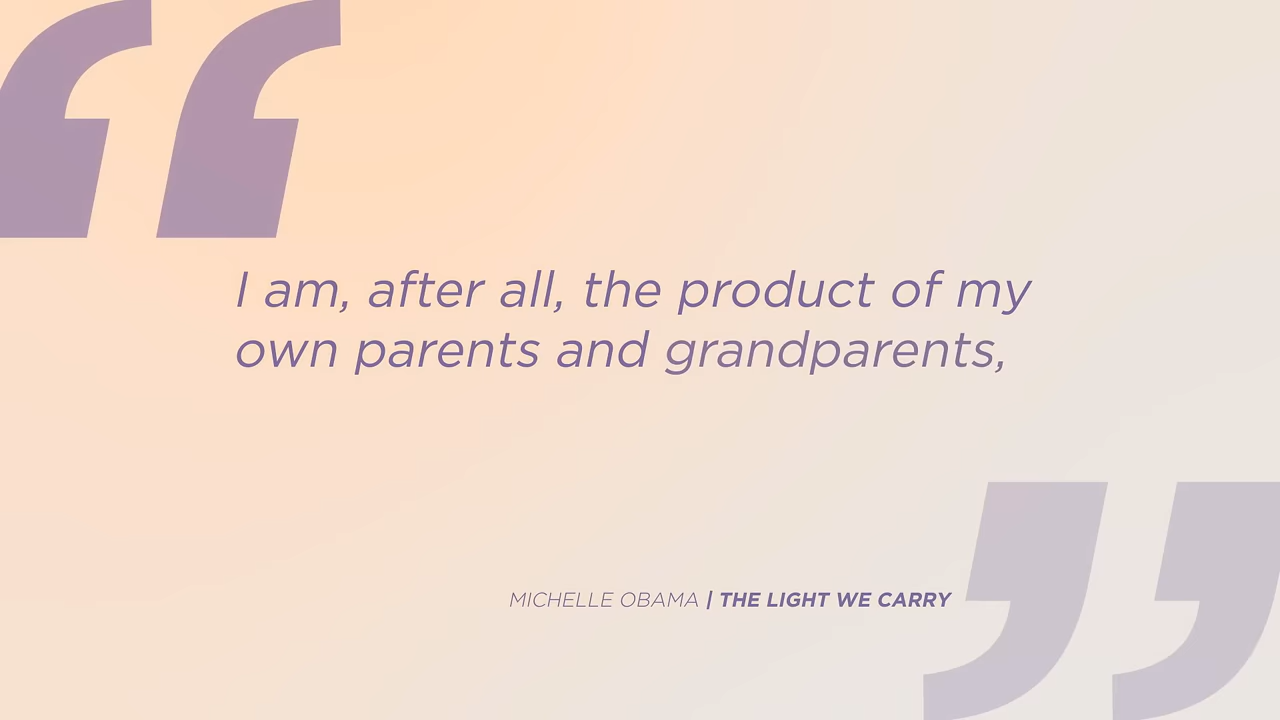 I am, after all, the product of my
own parents and grandparents,
MICHELLE OBAMA | THE LIGHT WE CARRY